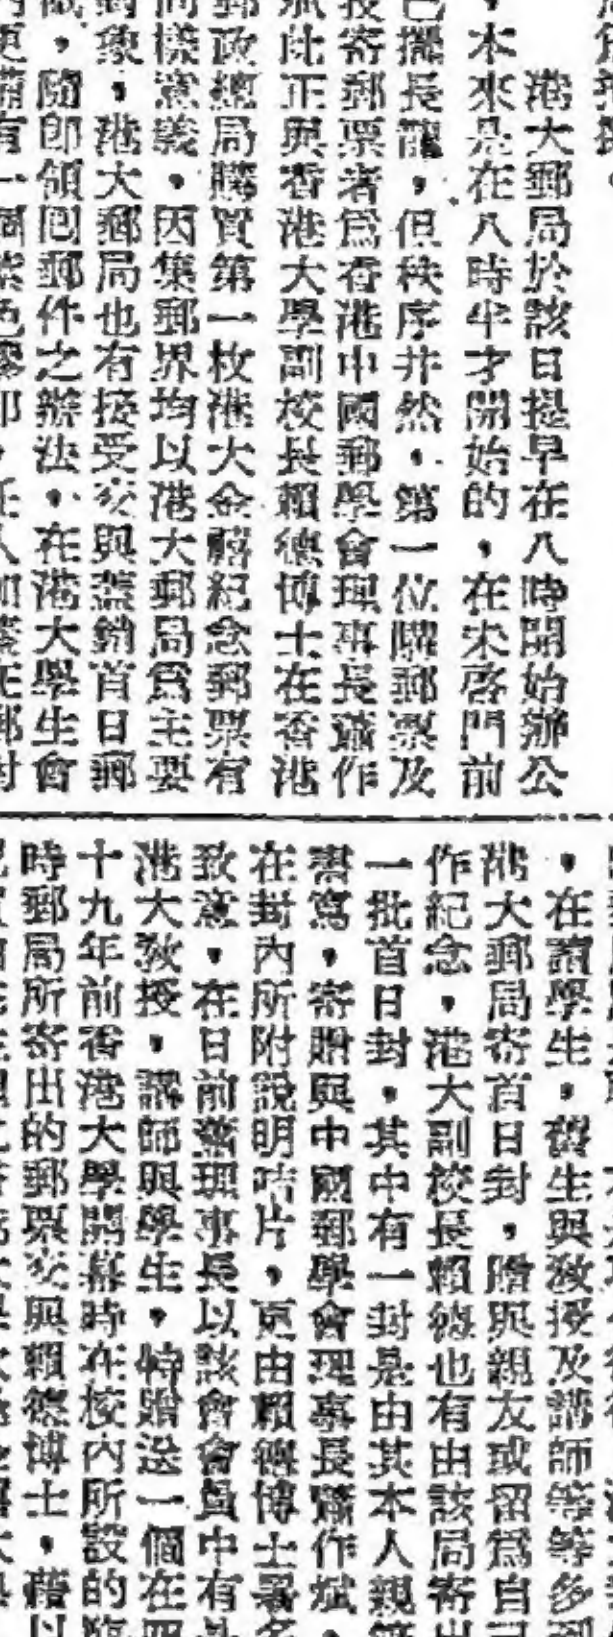 港大郵局於該日提早在八時開始辦公
，本來是在八時半才開始的，在未啓門前
已擺長龍，但秩序井然，第一位購郵票及
投寄郵票者爲香港中國郵學會理事長蕭作
斌此正與香港大學副校長賴德博士在香港
郵政總局購買第一枚港大金禧紀念郵票有
同樣意義，因集郵界均以港大郵局爲主要
對象，港大郵局也有接受交與蓋銷首日郵
，隨即領回郵件之辦法，在港大學生會
更備有一個
，在讀學生，舊生與教授及講師等等多到
港大郵局寄首日封，贈與親友或留爲自己
作紀念，港大副校長賴德也有由該局寄出
一批首日封，其中有一封是由其本人親筆
書寫，寄贈與中國郵學會理事長蕭作斌，
在封內所附說明咭片，更由賴德博士署名
致意，在日前蕭理事長以該會會員中有
港大教授，講師與學生，特贈送一個在四
十九年前香港大學開幕時在校內所設的臨
時郵局所寄出的郵票交與賴德博士，藉以